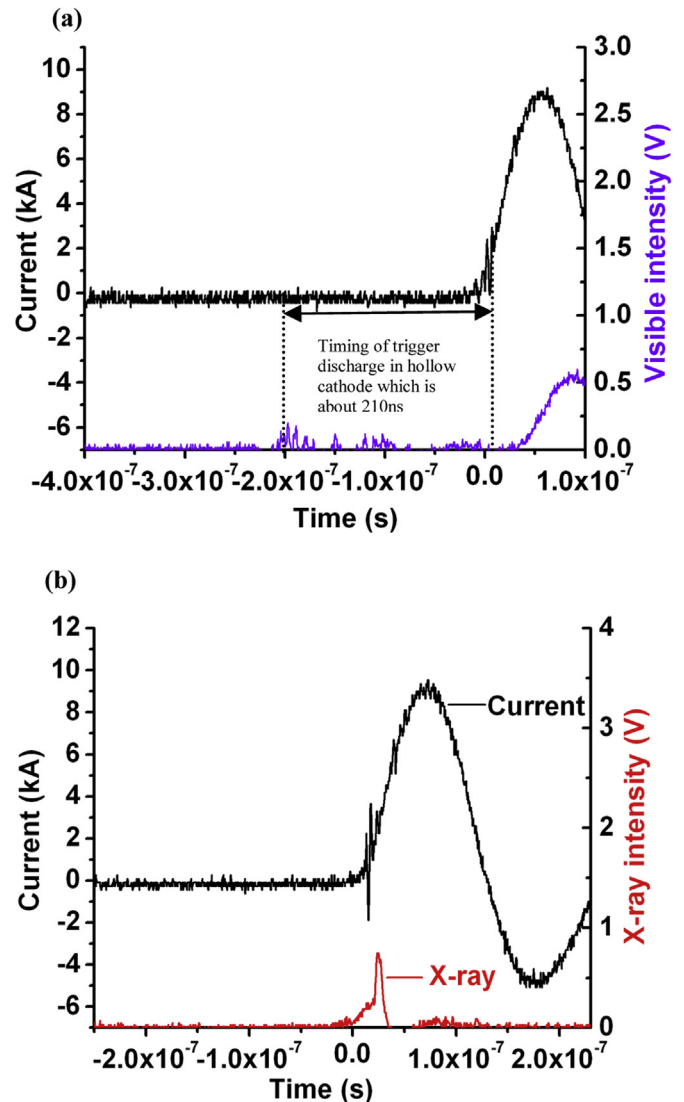 (a)
3.0
10
2.5
8
6
2.0
4
2
1.5
0
1.0
-2
Timing of trigger
discharge in hollow
cathode which is
about 210ns
-4
0.5
-6
0.0
Current (kA)
Visible intensity (V)
-4.0x10⁻⁷ -3.0x10⁻⁷ -2.0x10⁻⁷ -1.0x10⁻⁷ 0.0 1.0x10⁻⁷
Time (s)
(b)
12
4
10
Current
8
3
6
4
2
2
0
1
-2
-4
X-ray
-6
0
Current (kA)
X-ray intensity (V)
-2.0x10⁻⁷ -1.0x10⁻⁷ 0.0 1.0x10⁻⁷ 2.0x10⁻⁷
Time (s)